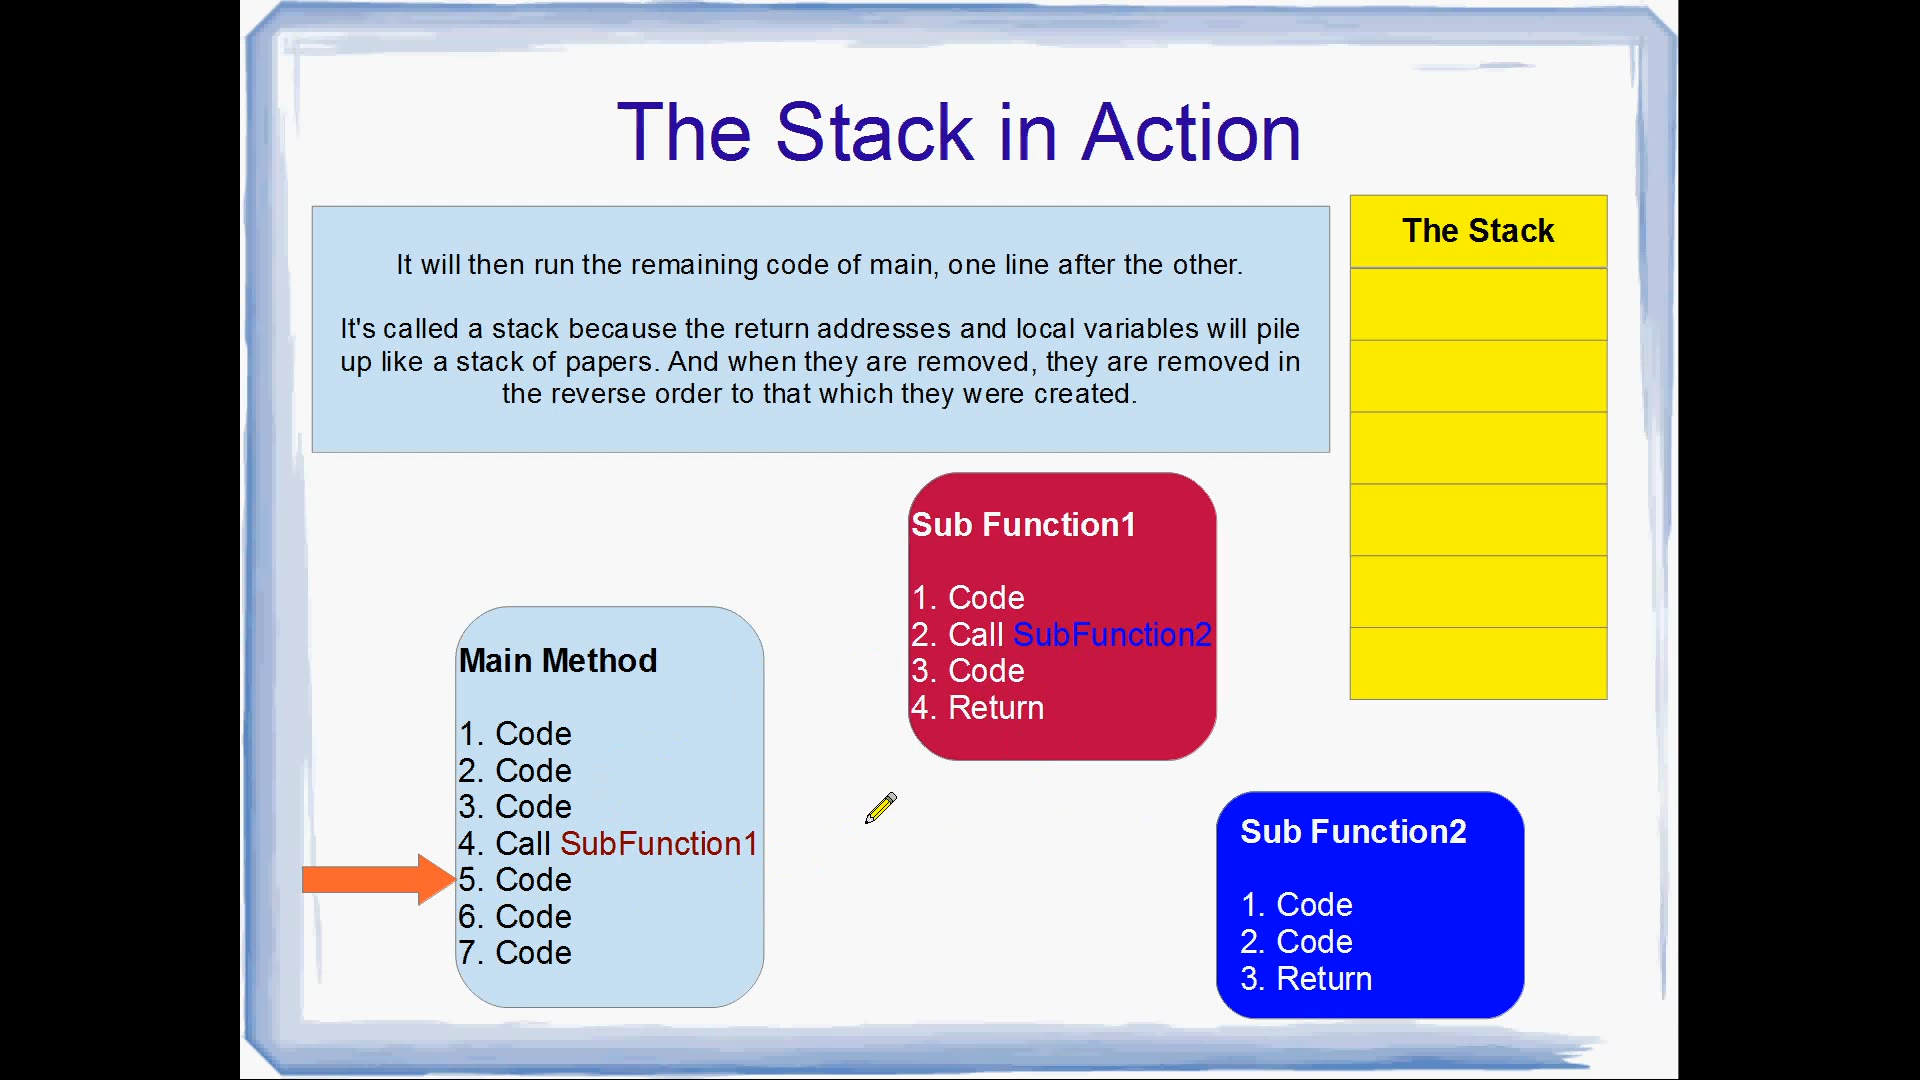 The Stack in Action
It will then run the remaining code of main, one line after the other.
It's called a stack because the return addresses and local variables will pile
up like a stack of papers. And when they are removed, they are removed in
the reverse order to that which they were created.
The Stack
Sub Function1
1. Code
2. Call SubFunction2
3. Code
4. Return
Main Method
1. Code
2. Code
3. Code
4. Call SubFunction1
5. Code
6. Code
7. Code
Sub Function2
1. Code
2. Code
3. Return